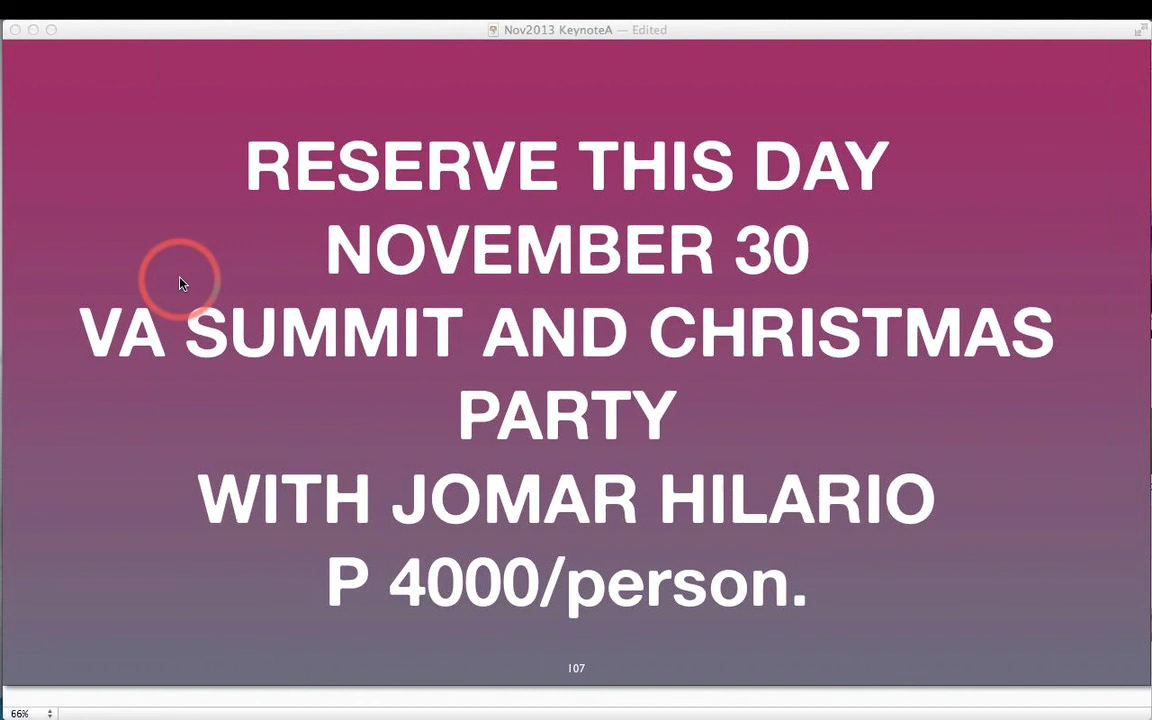 Nov2013 KeynoteA — Edited
RESERVE THIS DAY
NOVEMBER 30
VA SUMMIT AND CHRISTMAS
PARTY
WITH JOMAR HILARIO
P 4000/person.
107
66%